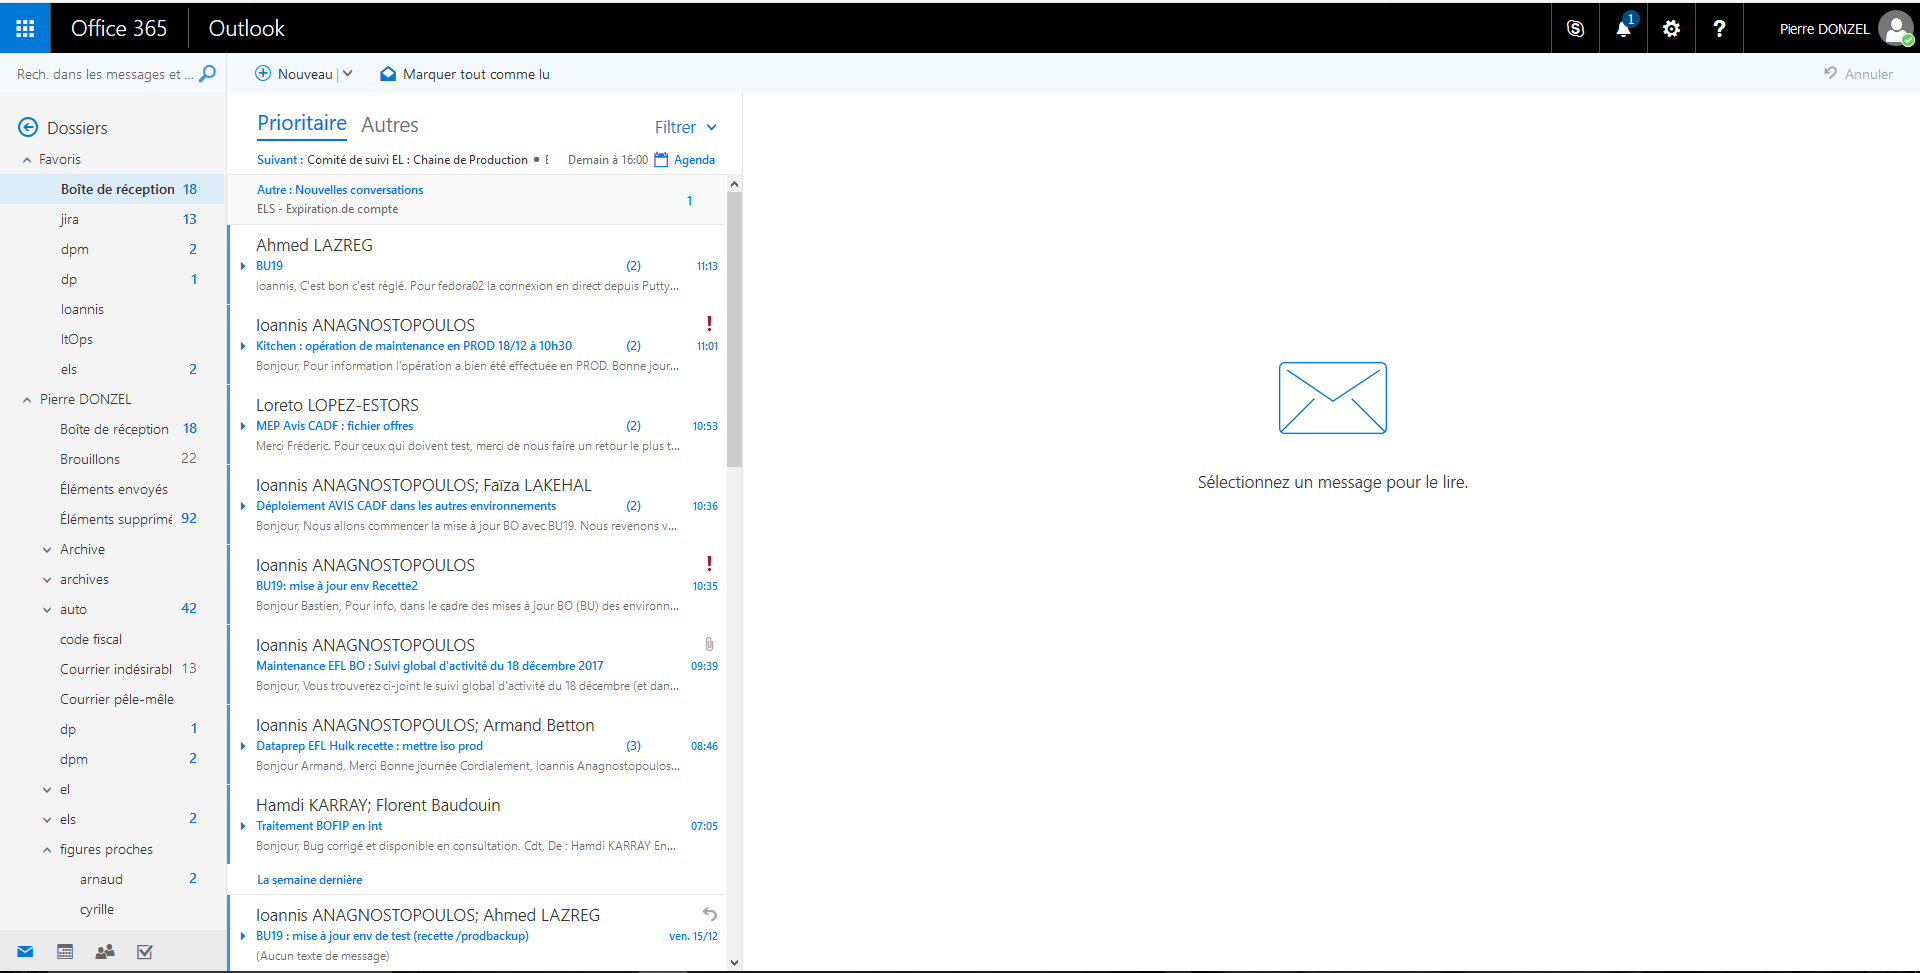 Office 365 Outlook 1 ? Pierre DONZEL
Rech. dans les messages et ... Nouveau Marquer tout comme lu Annuler
Dossiers
Favoris
Boîte de réception 18
jira 13
dpm 2
dp 1
Ioannis
ItOps
els 2
Pierre DONZEL
Boîte de réception 18
Brouillons 22
Éléments envoyés
Éléments supprimé 92
Archive
archives
auto 42
code fiscal
Courrier indésirabl 13
Courrier pêle-mêle
dp 1
dpm 2
el
els 2
figures proches
arnaud 2
cyrille
Prioritaire Autres Filtrer
Suivant : Comité de suivi EL : Chaine de Production • Demain à 16:00 Agenda
Autre : Nouvelles conversations
ELS - Expiration de compte 1
Ahmed LAZREG
BU19 (2) 11:13
Ioannis, C'est bon c'est réglé. Pour fedora02 la connexion en direct depuis Putty...
Ioannis ANAGNOSTOPOULOS !
Kitchen : opération de maintenance en PROD 18/12 à 10h30 (2) 11:01
Bonjour, Pour information l'opération a bien été effectuée en PROD. Bonne jour...
Loreto LOPEZ-ESTORS
MEP Avis CADF : fichier offres (2) 10:53
Merci Fréderic. Pour ceux qui doivent test, merci de nous faire un retour le plus t...
Ioannis ANAGNOSTOPOULOS; Faïza LAKEHAL
Déploiement AVIS CADF dans les autres environnements (2) 10:36
Bonjour, Nous allons commencer la mise à jour BO avec BU19. Nous revenons v...
Ioannis ANAGNOSTOPOULOS !
BU19: mise à jour env Recette2 10:35
Bonjour Bastien, Pour info, dans le cadre des mises à jour BO (BU) des environn...
Ioannis ANAGNOSTOPOULOS
Maintenance EFL BO : Suivi global d'activité du 18 décembre 2017 09:39
Bonjour, Vous trouverez ci-joint le suivi global d'activité du 18 décembre (et dan...
Ioannis ANAGNOSTOPOULOS; Armand Betton
Dataprep EFL Hulk recette : mettre iso prod (3) 08:46
Bonjour Armand, Merci Bonne journée Cordialement, Ioannis Anagnostopoulos...
Hamdi KARRAY; Florent Baudouin
Traitement BOFIP en int 07:05
Bonjour, Bug corrigé et disponible en consultation. Cdt, De : Hamdi KARRAY En...
La semaine dernière
Ioannis ANAGNOSTOPOULOS; Ahmed LAZREG
BU19 : mise à jour env de test (recette /prodbackup) ven. 15/12
(Aucun texte de message)
Sélectionnez un message pour le lire.